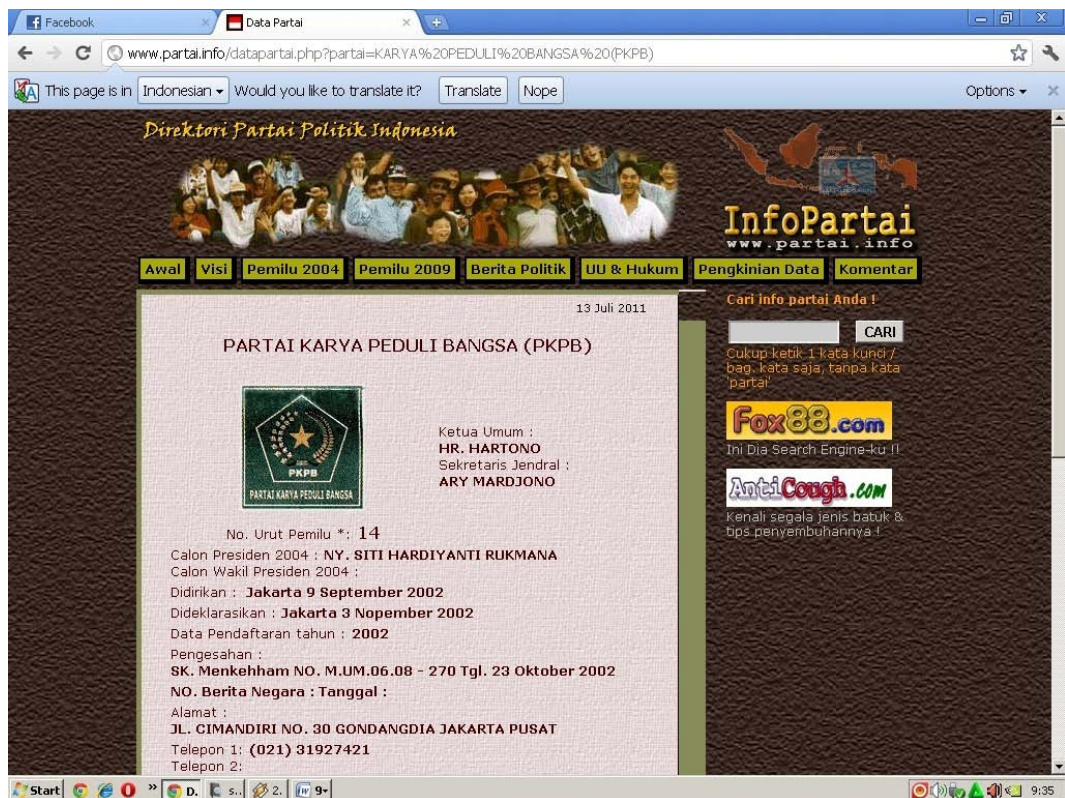 Facebook
Data Partai
www.partai.info/datapartai.php?partai=KARYA%20PEDULI%20BANGSA%20(PKPB)
This page is in Indonesian Would you like to translate it? Translate Nope Options
Direktori Partai Politik Indonesia
InfoPartai
www.partai.info
Awal Visi Pemilu 2004 Pemilu 2009 Berita Politik UU & Hukum Pengkinian Data Komentar
13 Juli 2011
PARTAI KARYA PEDULI BANGSA (PKPB)
PKPB
PARTAI KARYA PEDULI BANGSA
Ketua Umum :
HR. HARTONO
Sekretaris Jendral :
ARY MARDJONO
No. Urut Pemilu *: 14
Calon Presiden 2004 : NY. SITI HARDIYANTI RUKMANA
Calon Wakil Presiden 2004 :
Didirikan : Jakarta 9 September 2002
Dideklarasikan : Jakarta 3 Nopember 2002
Data Pendaftaran tahun : 2002
Pengesahan :
SK. Menkehham NO. M.UM.06.08 - 270 Tgl. 23 Oktober 2002
NO. Berita Negara : Tanggal :
Alamat :
JL. CIMANDIRI NO. 30 GONDANGDIA JAKARTA PUSAT
Telepon 1: (021) 31927421
Telepon 2:
Cari info partai Anda !
CARI
Cukup ketik 1 kata kunci /
bag. kata saja, tanpa kata
'partai'
Fox88.com
Ini Dia Search Engine-ku !!
AntiCough.com
Kenali segala jenis batuk &
tips penyembuhannya !
Start » D. s.. 2. 9- 9:35